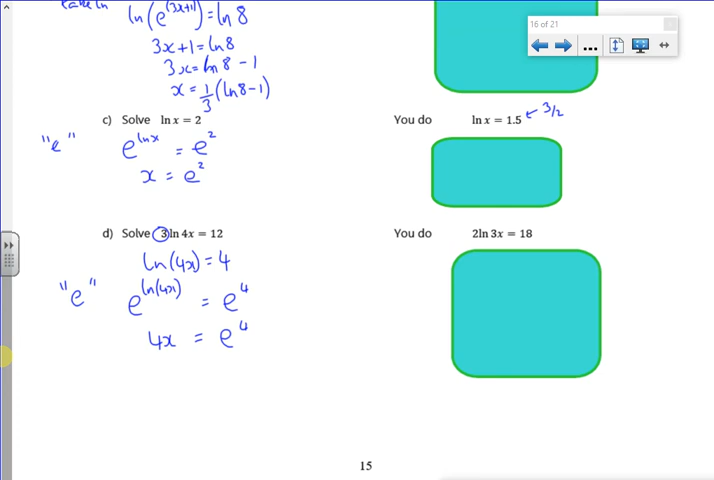 take ln
ln(e^(3x+1)) = ln 8
3x + 1 = ln 8
3x = ln 8 - 1
x = 1/3 (ln 8 - 1)
16 of 21
c) Solve ln x = 2
You do ln x = 1.5 ← 3/2
"e" e^(ln x) = e^2
x = e^2
d) Solve 3 ln 4x = 12
You do 2ln 3x = 18
ln(4x) = 4
"e" e^(ln(4x)) = e^4
4x = e^4
15